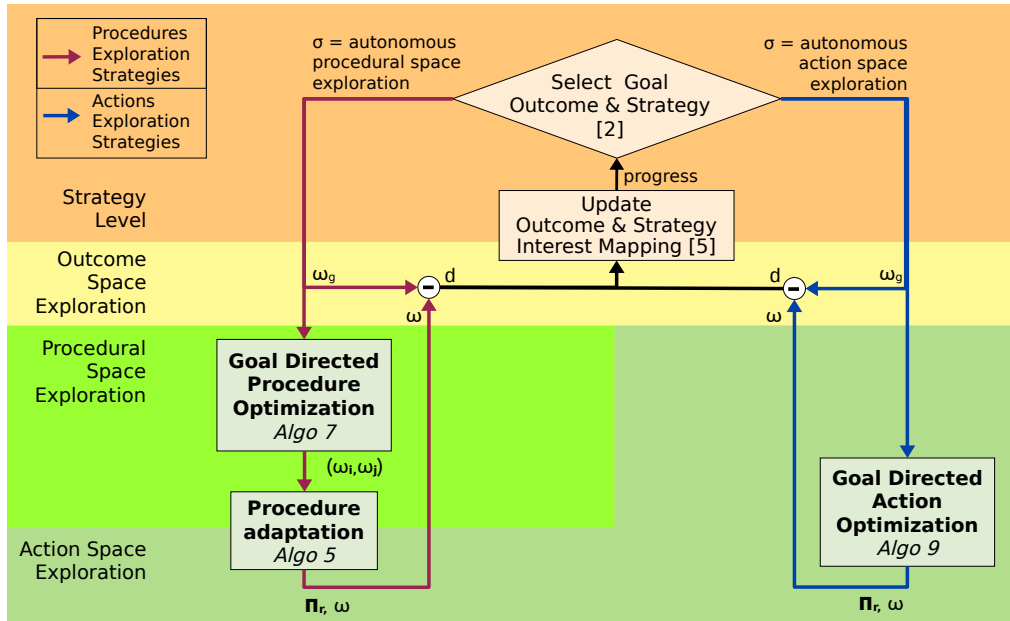 Procedures
Exploration
Strategies
Actions
Exploration
Strategies
σ = autonomous
procedural space
exploration
σ = autonomous
action space
exploration
Select Goal
Outcome & Strategy
[2]
progress
Strategy
Level
Update
Outcome & Strategy
Interest Mapping [5]
Outcome
Space
Exploration
ωg
d
d
ωg
ω
ω
Procedural
Space
Exploration
Goal Directed
Procedure
Optimization
Algo 7
(ωi,ωj)
Procedure
adaptation
Algo 5
Goal Directed
Action
Optimization
Algo 9
Action Space
Exploration
Πr, ω
Πr, ω